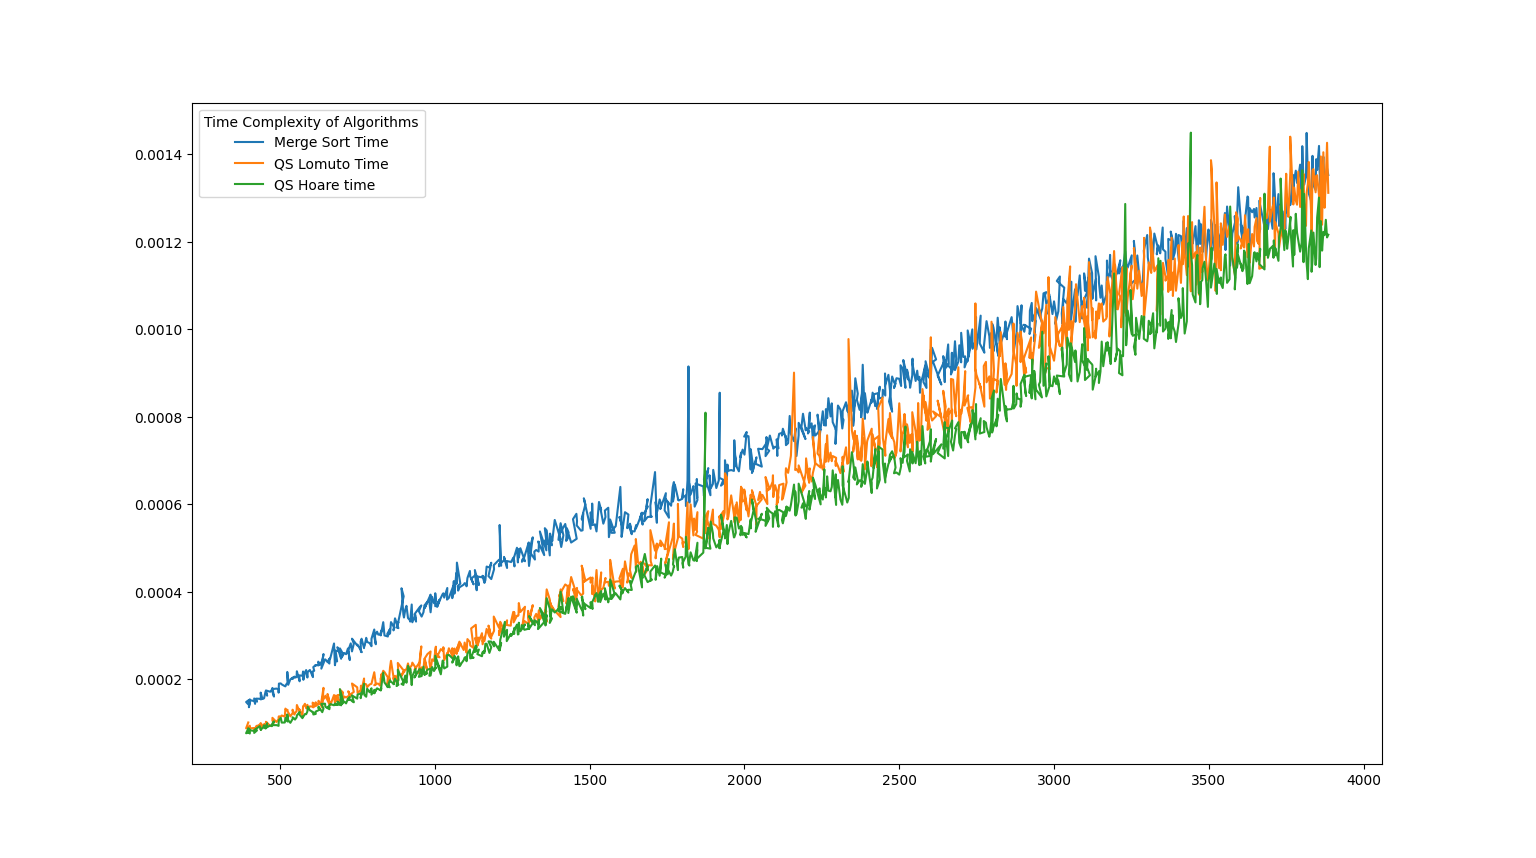 Time Complexity of Algorithms
Merge Sort Time
QS Lomuto Time
QS Hoare time
0.0014
0.0012
0.0010
0.0008
0.0006
0.0004
0.0002
500 1000 1500 2000 2500 3000 3500 4000